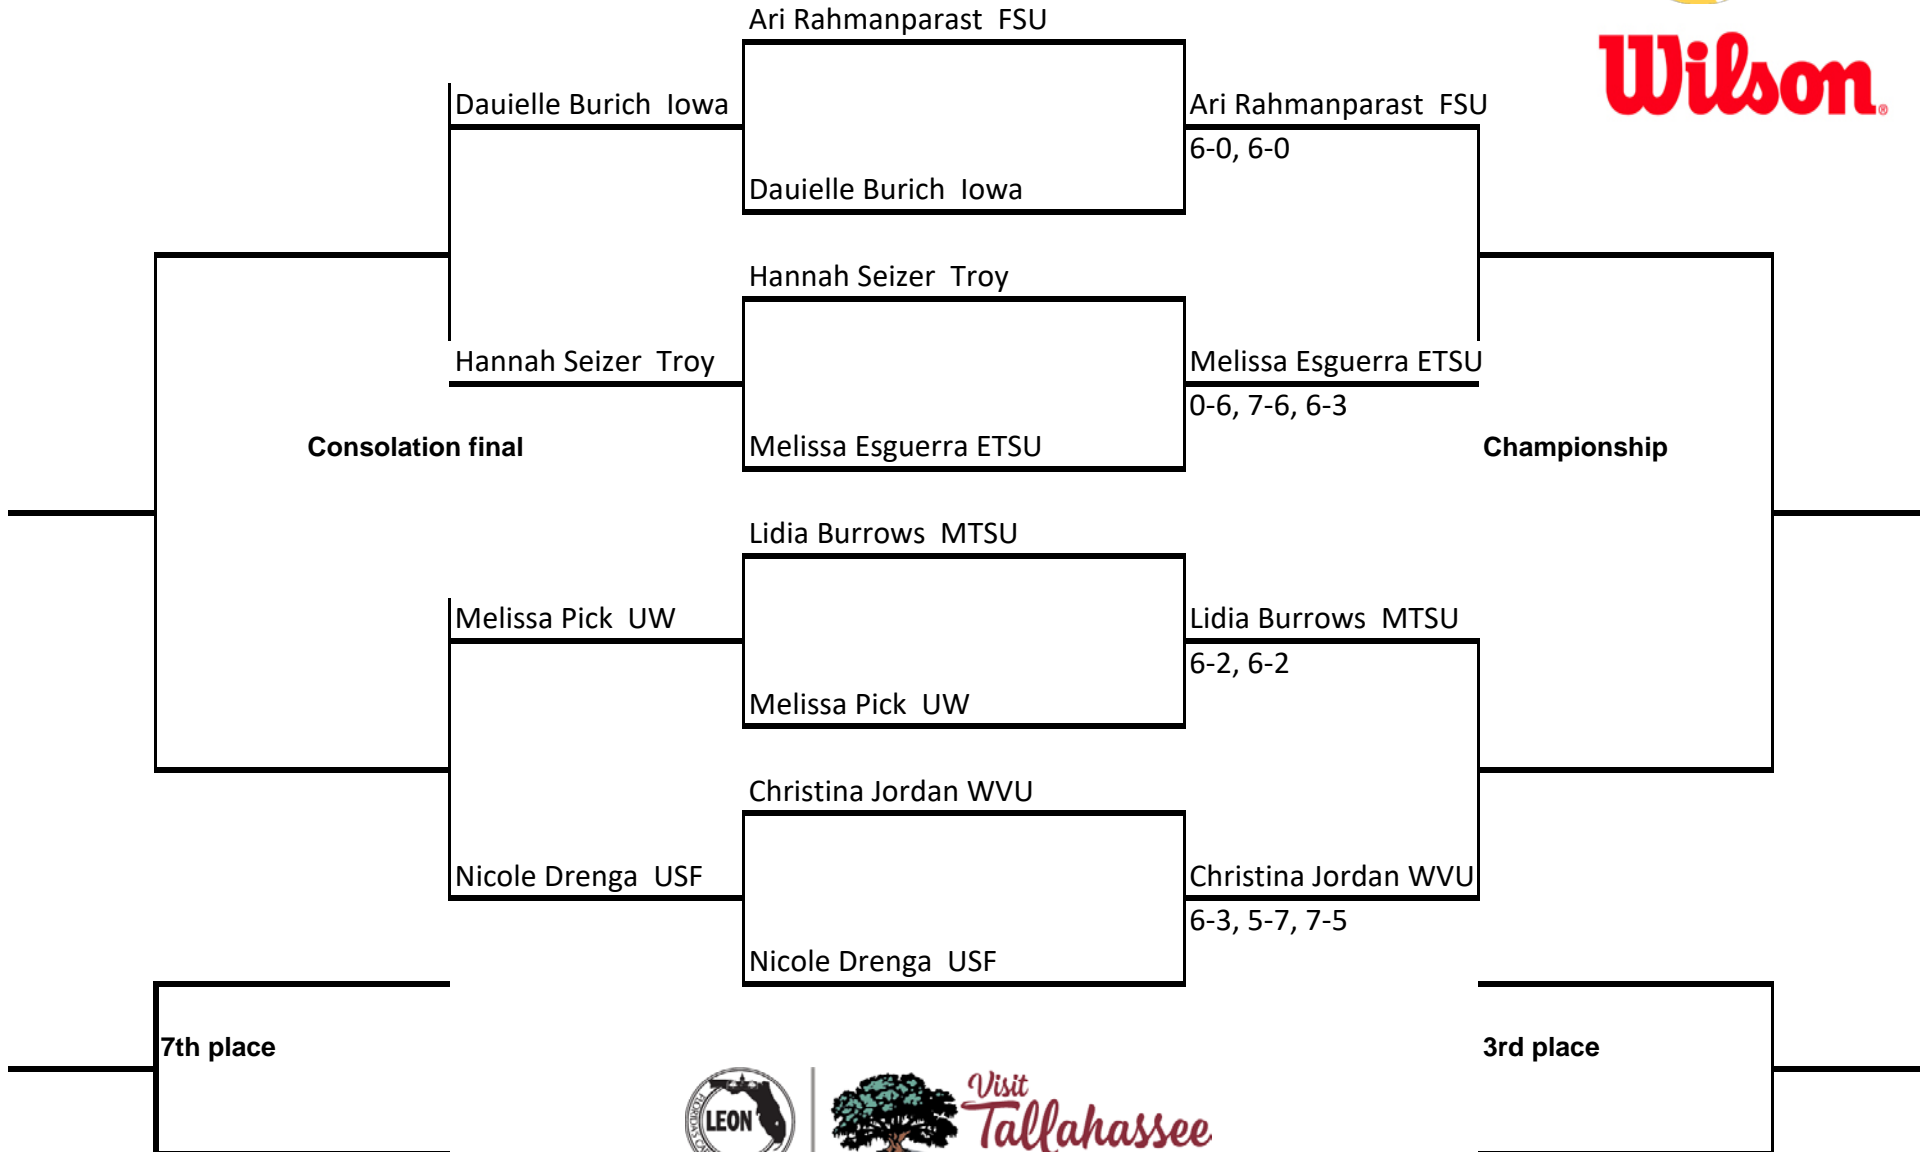 Ari Rahmanparast  FSU
Wilson®
Dauielle Burich  Iowa
Ari Rahmanparast  FSU
6-0, 6-0
Dauielle Burich  Iowa
Hannah Seizer  Troy
Hannah Seizer  Troy
Melissa Esguerra ETSU
0-6, 7-6, 6-3
Consolation final
Melissa Esguerra ETSU
Championship
Lidia Burrows  MTSU
Melissa Pick  UW
Lidia Burrows  MTSU
6-2, 6-2
Melissa Pick  UW
Christina Jordan WVU
Nicole Drenga  USF
Christina Jordan WVU
6-3, 5-7, 7-5
Nicole Drenga  USF
7th place
3rd place
LEON
Visit
Tallahassee